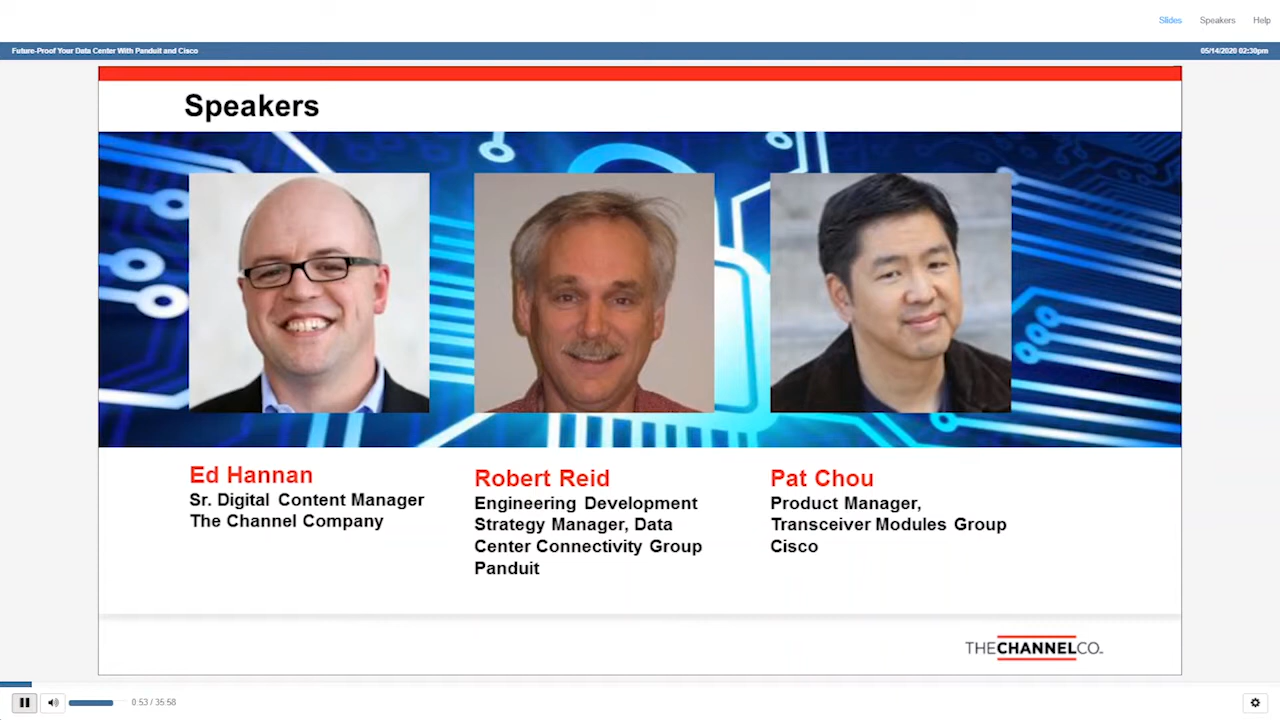 Slides Speakers Help
Future-Proof Your Data Center With Panduit and Cisco 05/14/2020 02:30pm
Speakers
Ed Hannan
Sr. Digital Content Manager
The Channel Company
Robert Reid
Engineering Development
Strategy Manager, Data
Center Connectivity Group
Panduit
Pat Chou
Product Manager,
Transceiver Modules Group
Cisco
THECHANNELCO.
0:53 / 35:58